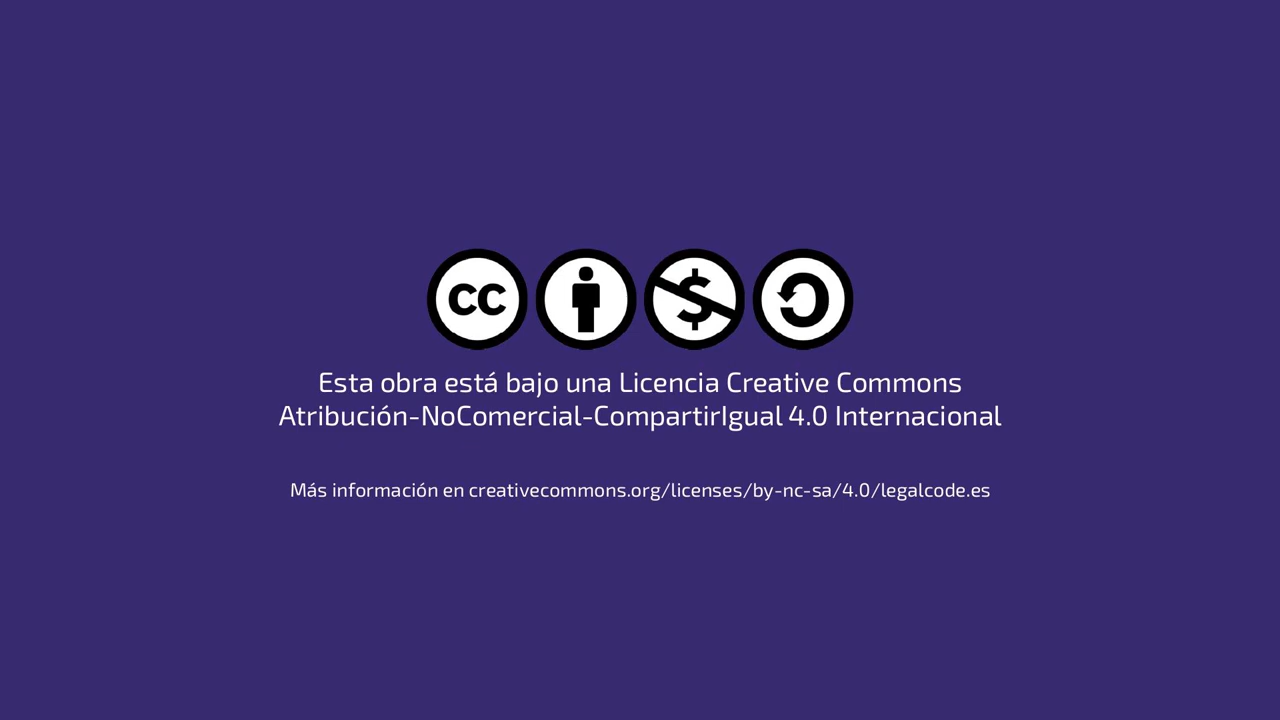 cc
$
Esta obra está bajo una Licencia Creative Commons
Atribución-NoComercial-CompartirIgual 4.0 Internacional
Más información en creativecommons.org/licenses/by-nc-sa/4.0/legalcode.es